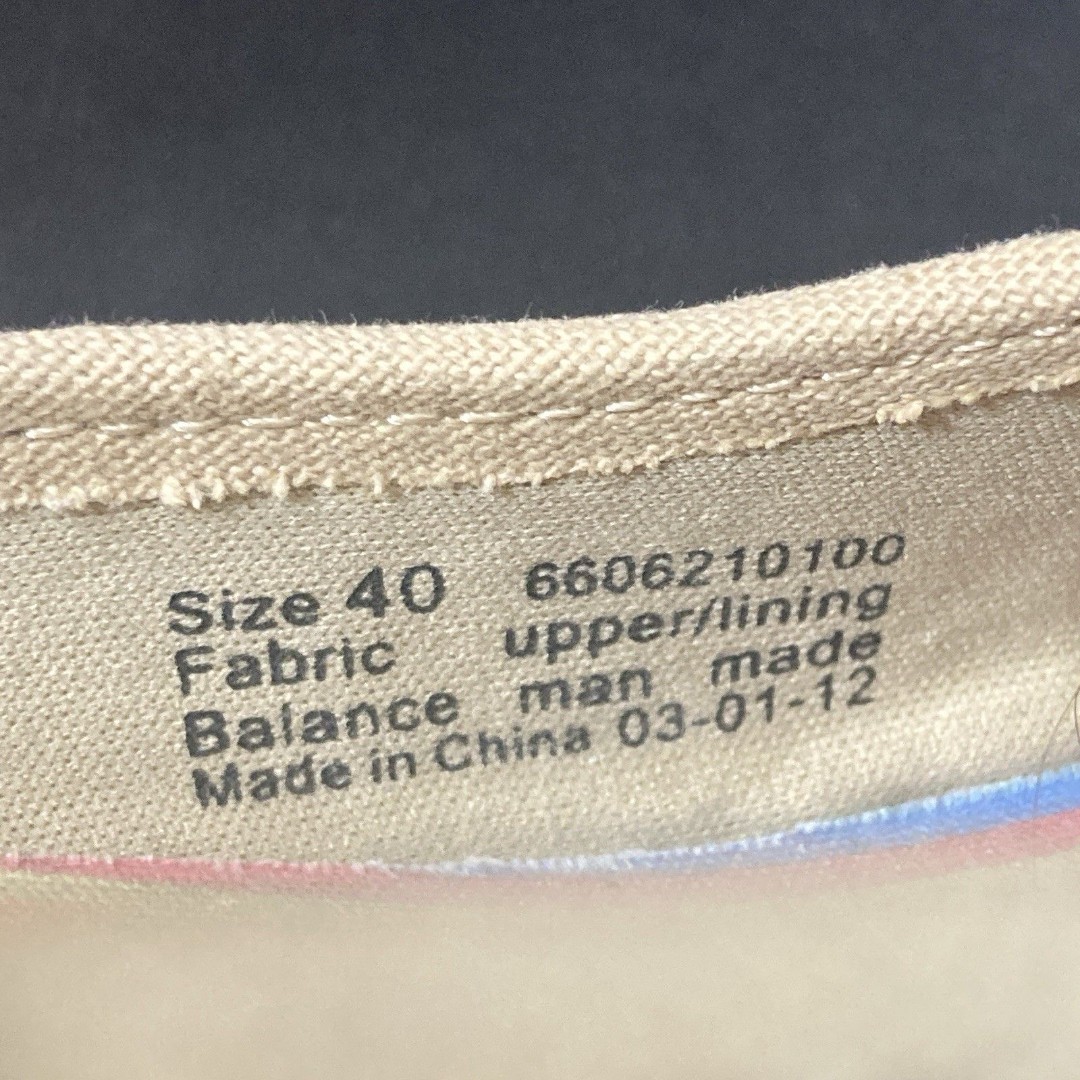 Size 40 6606210100
Fabric upper/lining
Balance man made
Made in China 03-01-12